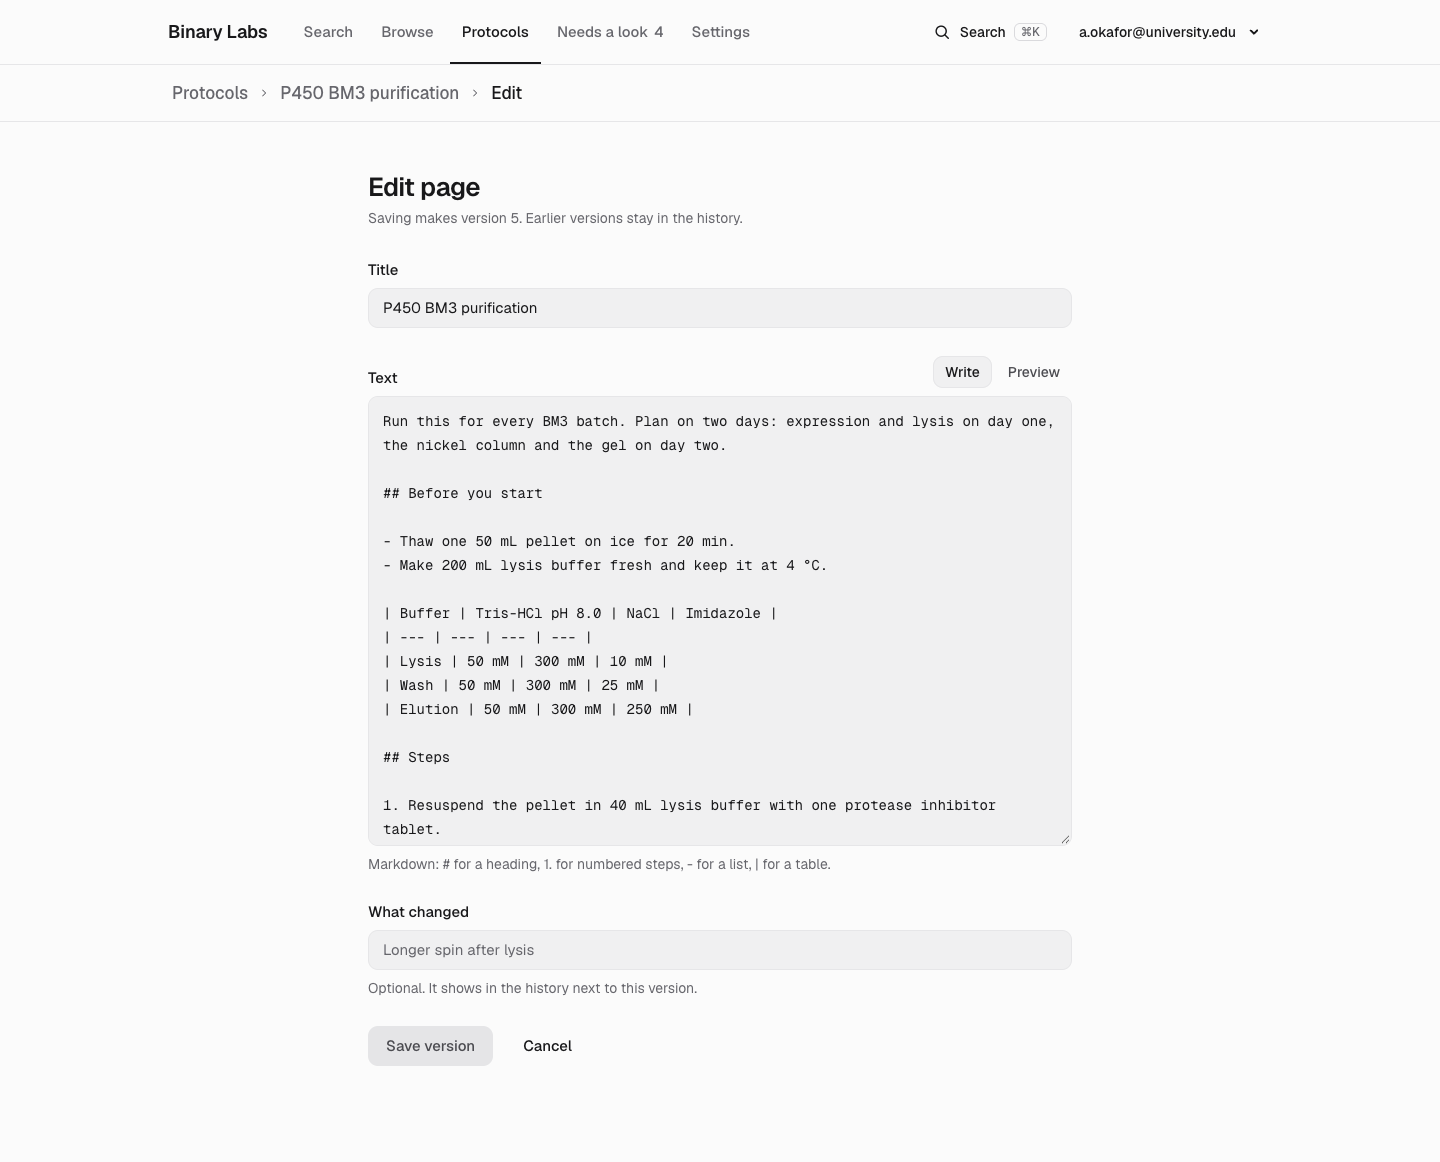 Binary Labs Search Browse Protocols Needs a look 4 Settings Search ⌘K a.okafor@university.edu
Protocols › P450 BM3 purification › Edit
Edit page
Saving makes version 5. Earlier versions stay in the history.
Title
P450 BM3 purification
Text Write Preview
Run this for every BM3 batch. Plan on two days: expression and lysis on day one,
the nickel column and the gel on day two.
## Before you start
- Thaw one 50 mL pellet on ice for 20 min.
- Make 200 mL lysis buffer fresh and keep it at 4 °C.
| Buffer | Tris-HCl pH 8.0 | NaCl | Imidazole |
| --- | --- | --- | --- |
| Lysis | 50 mM | 300 mM | 10 mM |
| Wash | 50 mM | 300 mM | 25 mM |
| Elution | 50 mM | 300 mM | 250 mM |
## Steps
1. Resuspend the pellet in 40 mL lysis buffer with one protease inhibitor
tablet.
Markdown: # for a heading, 1. for numbered steps, - for a list, | for a table.
What changed
Longer spin after lysis
Optional. It shows in the history next to this version.
Save version Cancel